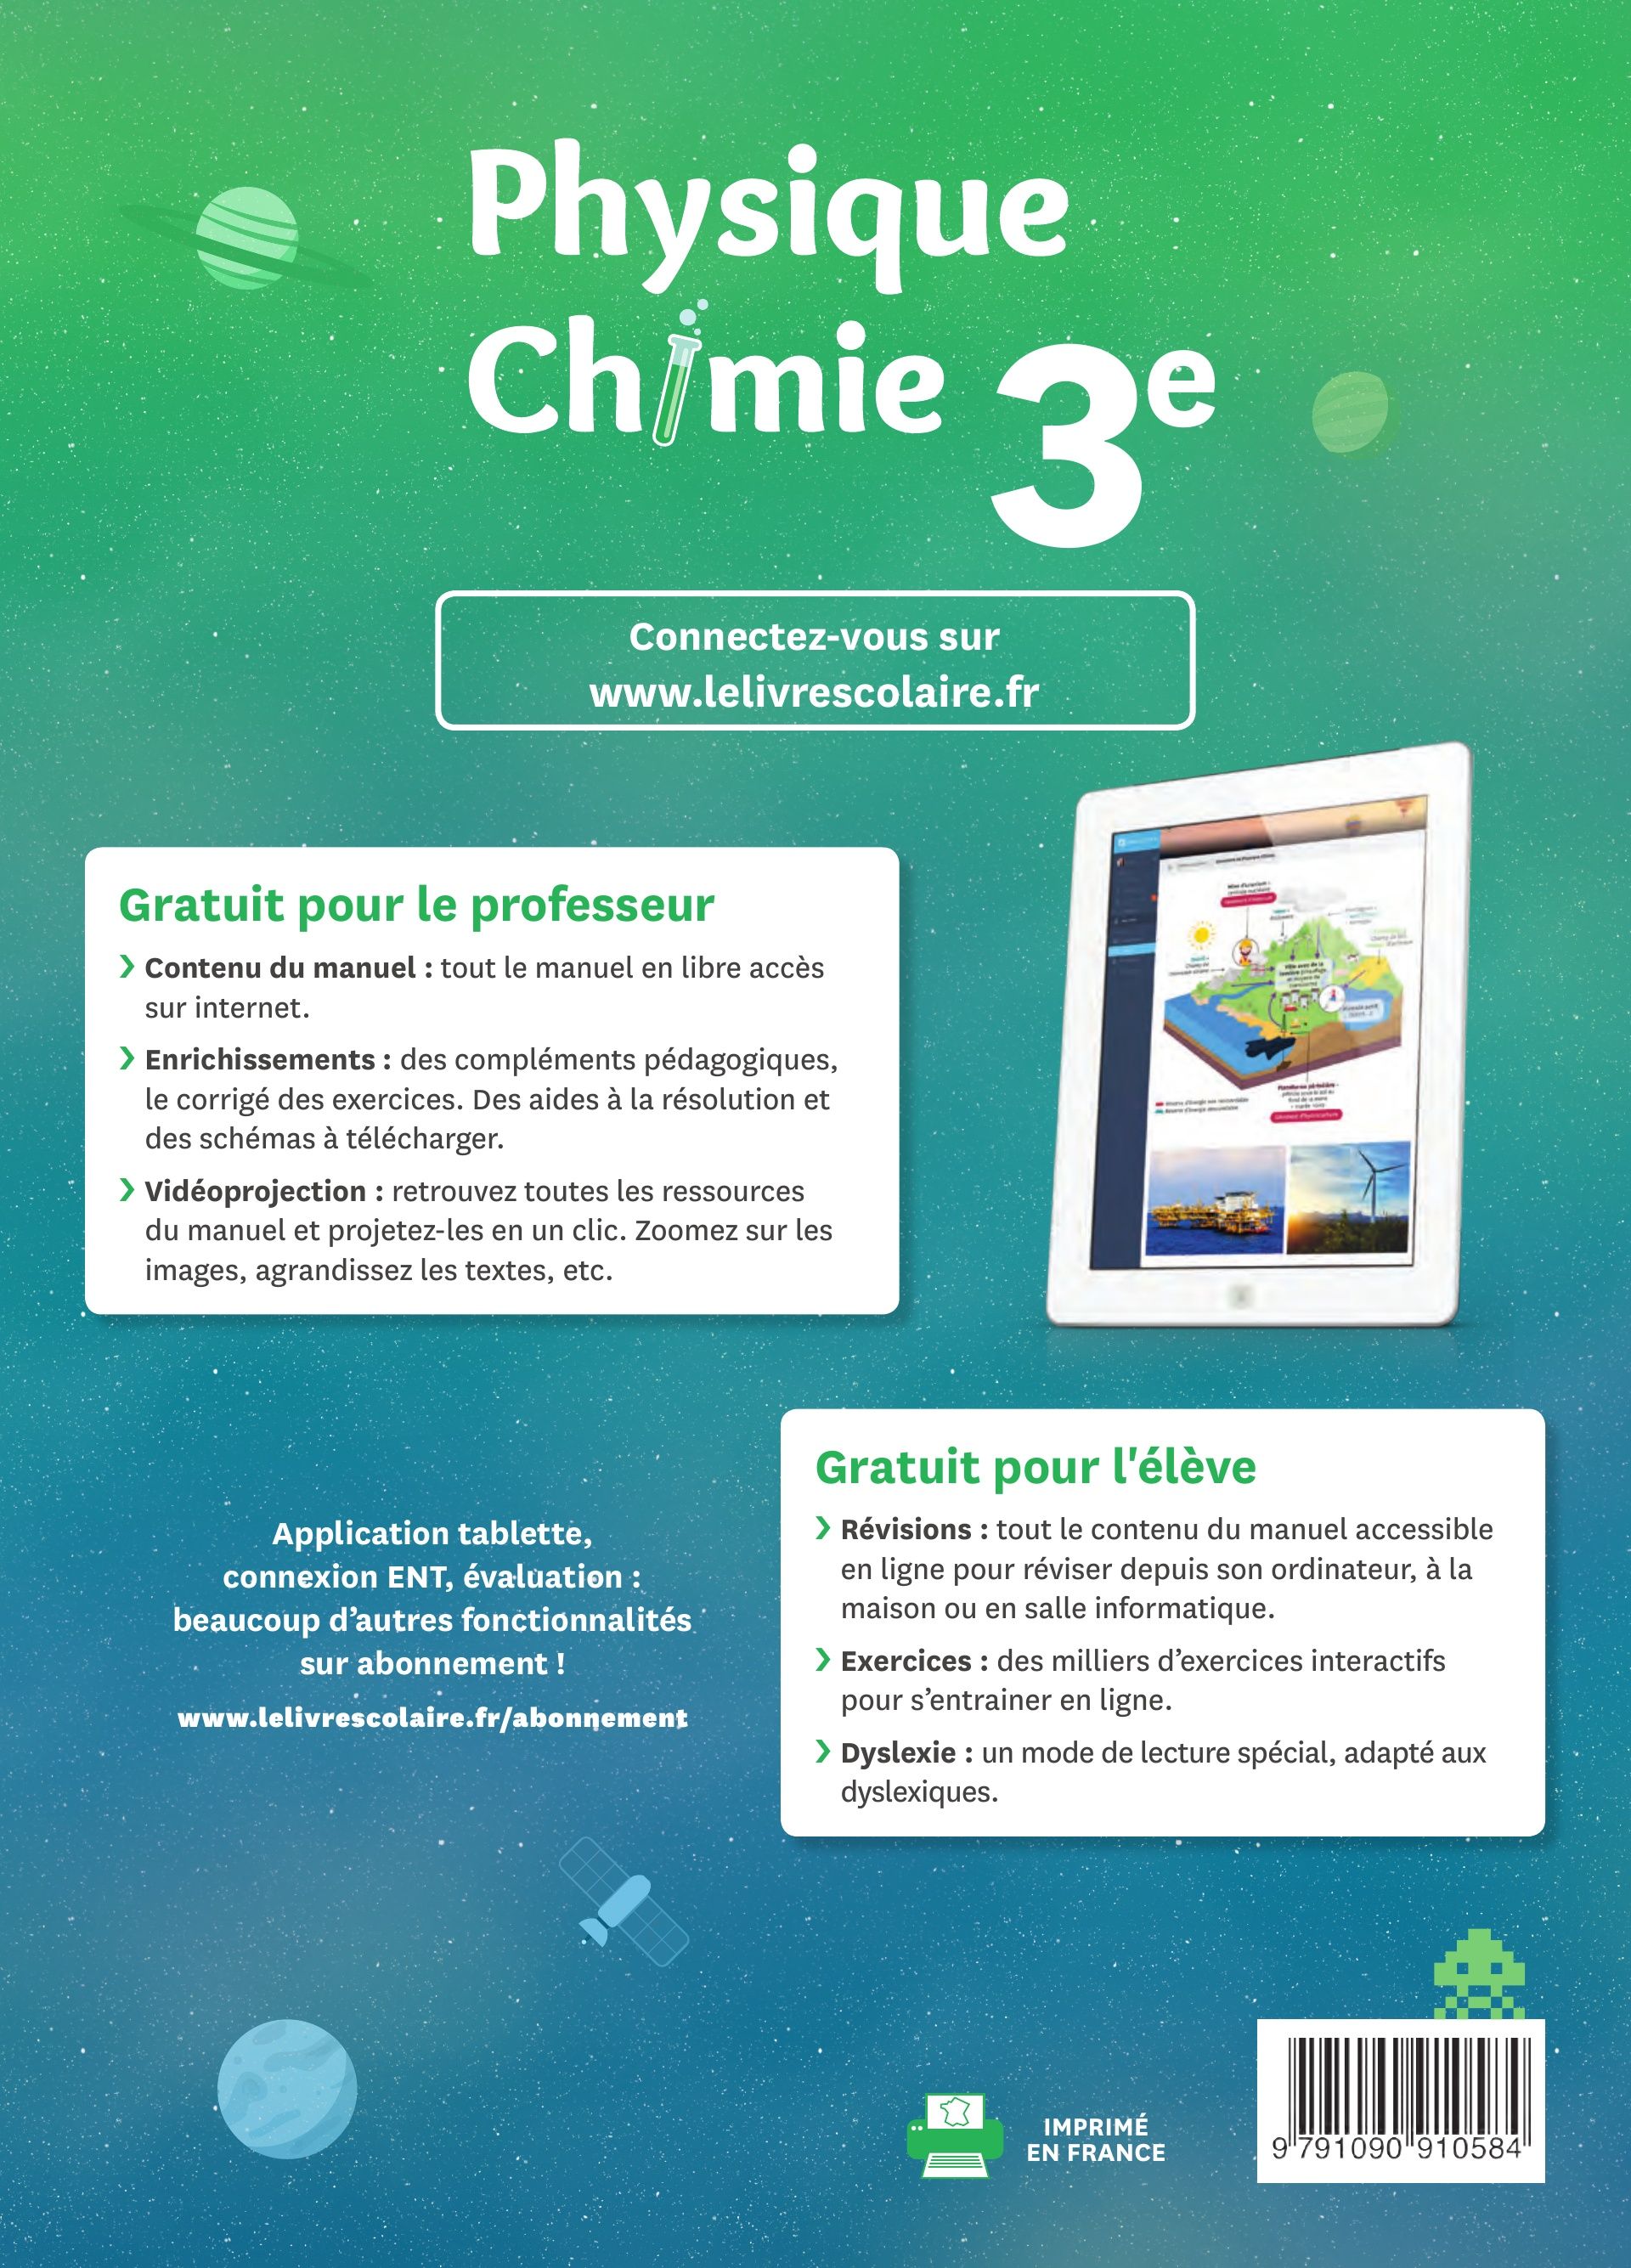 Physique
Chimie 3e
Connectez-vous sur
www.lelivrescolaire.fr
Gratuit pour le professeur
Contenu du manuel : tout le manuel en libre accès
sur internet.
Enrichissements : des compléments pédagogiques,
le corrigé des exercices. Des aides à la résolution et
des schémas à télécharger.
Vidéoprojection : retrouvez toutes les ressources
du manuel et projetez-les en un clic. Zoomez sur les
images, agrandissez les textes, etc.
Application tablette,
connexion ENT, évaluation :
beaucoup d’autres fonctionnalités
sur abonnement !
www.lelivrescolaire.fr/abonnement
Gratuit pour l'élève
Révisions : tout le contenu du manuel accessible
en ligne pour réviser depuis son ordinateur, à la
maison ou en salle informatique.
Exercices : des milliers d’exercices interactifs
pour s’entrainer en ligne.
Dyslexie : un mode de lecture spécial, adapté aux
dyslexiques.
IMPRIMÉ
EN FRANCE
9 791090 910584